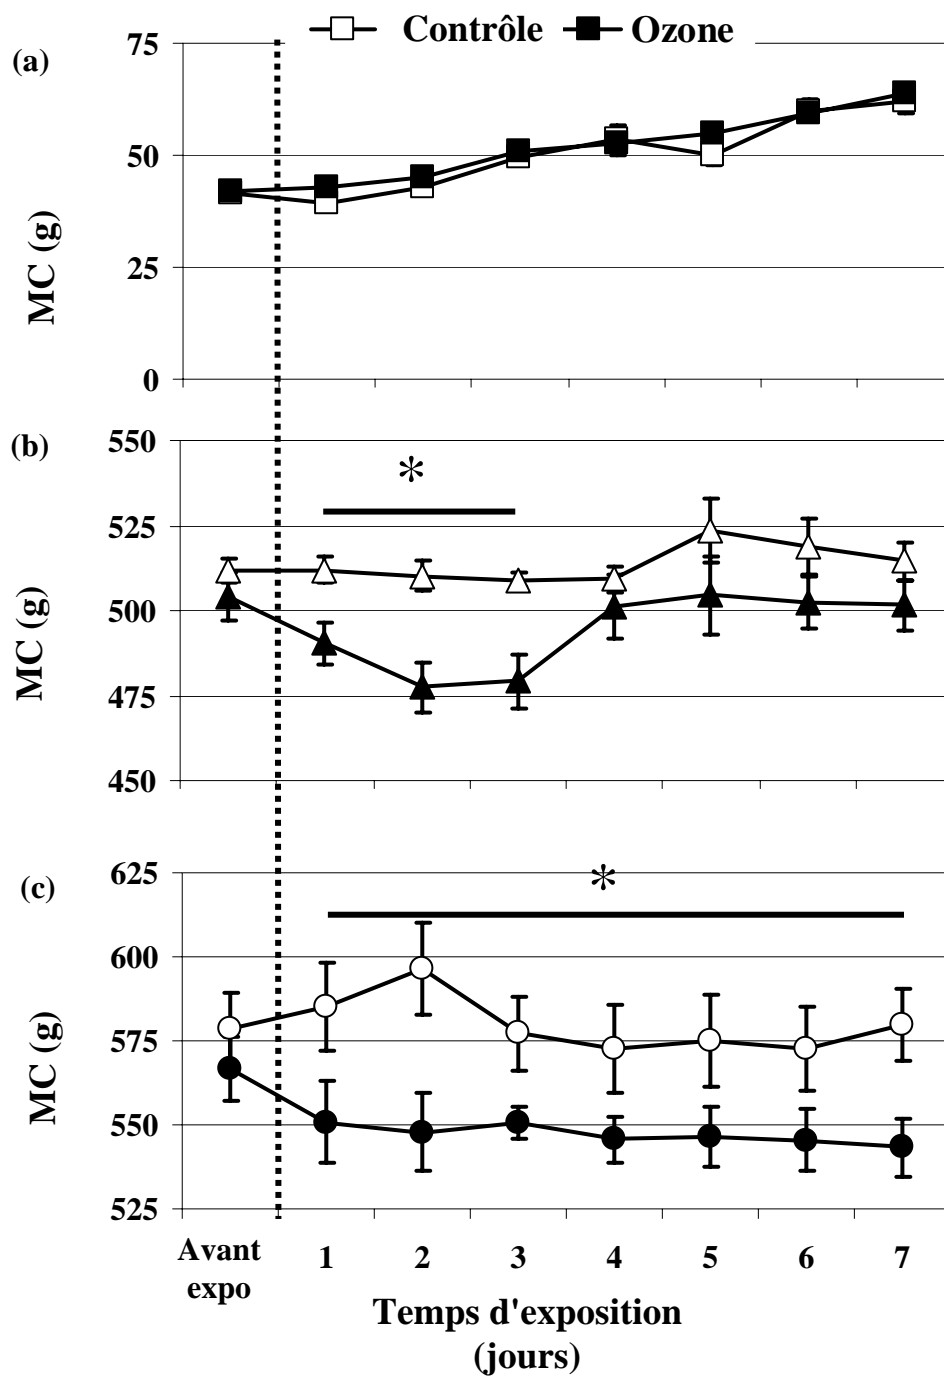 Contrôle Ozone
(a)
75
50
25
0
MC (g)
(b)
550
*
525
500
475
450
MC (g)
(c)
625
*
600
575
550
525
MC (g)
Avant expo 1 2 3 4 5 6 7
Temps d'exposition
(jours)